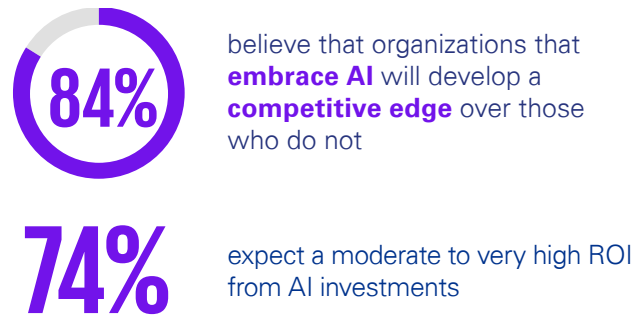 84%
believe that organizations that
embrace AI will develop a
competitive edge over those
who do not
74%
expect a moderate to very high ROI
from AI investments